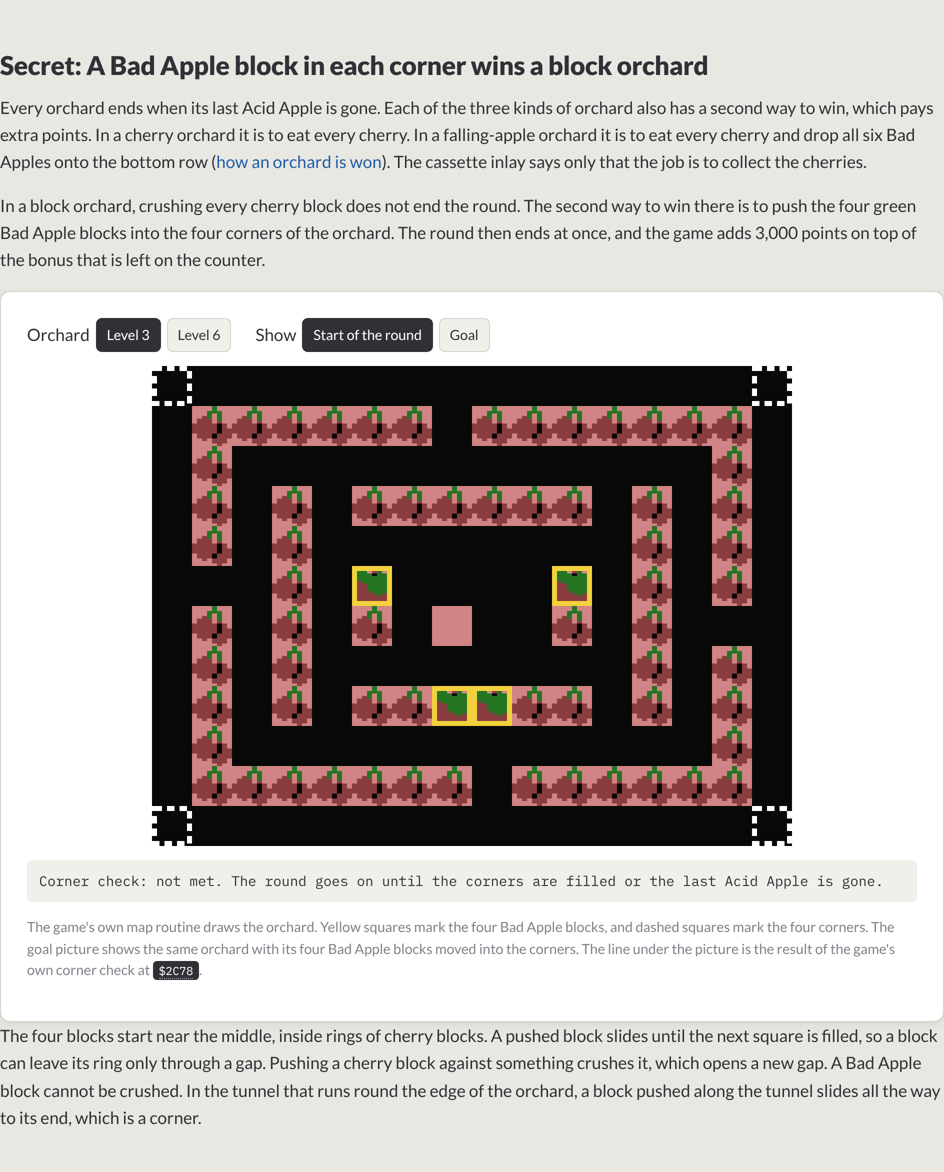 Secret: A Bad Apple block in each corner wins a block orchard
Every orchard ends when its last Acid Apple is gone. Each of the three kinds of orchard also has a second way to win, which pays
extra points. In a cherry orchard it is to eat every cherry. In a falling-apple orchard it is to eat every cherry and drop all six Bad
Apples onto the bottom row (how an orchard is won). The cassette inlay says only that the job is to collect the cherries.
In a block orchard, crushing every cherry block does not end the round. The second way to win there is to push the four green
Bad Apple blocks into the four corners of the orchard. The round then ends at once, and the game adds 3,000 points on top of
the bonus that is left on the counter.
Orchard Level 3 Level 6 Show Start of the round Goal
Corner check: not met. The round goes on until the corners are filled or the last Acid Apple is gone.
The game's own map routine draws the orchard. Yellow squares mark the four Bad Apple blocks, and dashed squares mark the four corners. The
goal picture shows the same orchard with its four Bad Apple blocks moved into the corners. The line under the picture is the result of the game's
own corner check at $2C78.
The four blocks start near the middle, inside rings of cherry blocks. A pushed block slides until the next square is filled, so a block
can leave its ring only through a gap. Pushing a cherry block against something crushes it, which opens a new gap. A Bad Apple
block cannot be crushed. In the tunnel that runs round the edge of the orchard, a block pushed along the tunnel slides all the way
to its end, which is a corner.